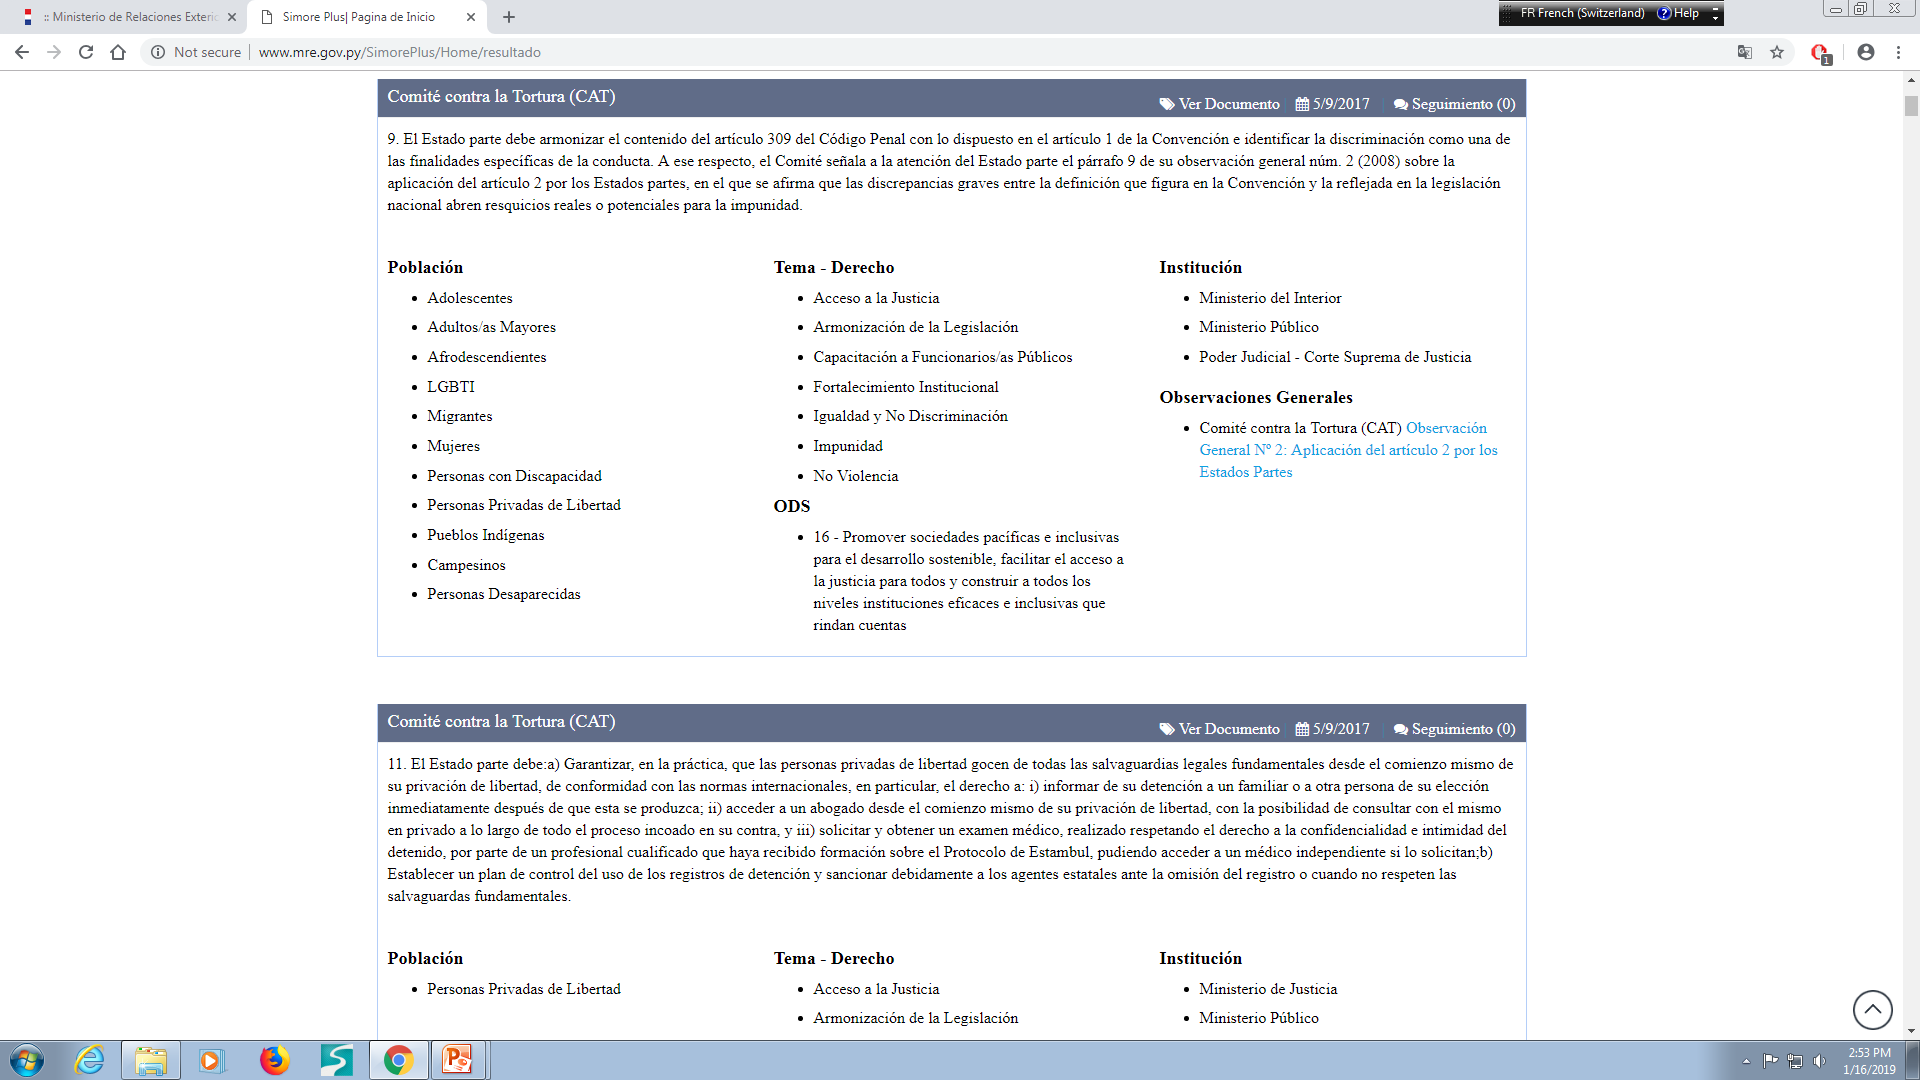 :: Ministerio de Relaciones Exteri
Simore Plus| Pagina de Inicio
FR French (Switzerland)
Help
Not secure
www.mre.gov.py/SimorePlus/Home/resultado
1
Comité contra la Tortura (CAT)
Ver Documento
5/9/2017
Seguimiento (0)
9. El Estado parte debe armonizar el contenido del artículo 309 del Código Penal con lo dispuesto en el artículo 1 de la Convención e identificar la discriminación como una de
las finalidades específicas de la conducta. A ese respecto, el Comité señala a la atención del Estado parte el párrafo 9 de su observación general núm. 2 (2008) sobre la
aplicación del artículo 2 por los Estados partes, en el que se afirma que las discrepancias graves entre la definición que figura en la Convención y la reflejada en la legislación
nacional abren resquicios reales o potenciales para la impunidad.
Población
Adolescentes
Adultos/as Mayores
Afrodescendientes
LGBTI
Migrantes
Mujeres
Personas con Discapacidad
Personas Privadas de Libertad
Pueblos Indígenas
Campesinos
Personas Desaparecidas
Tema - Derecho
Acceso a la Justicia
Armonización de la Legislación
Capacitación a Funcionarios/as Públicos
Fortalecimiento Institucional
Igualdad y No Discriminación
Impunidad
No Violencia
ODS
16 - Promover sociedades pacíficas e inclusivas
para el desarrollo sostenible, facilitar el acceso a
la justicia para todos y construir a todos los
niveles instituciones eficaces e inclusivas que
rindan cuentas
Institución
Ministerio del Interior
Ministerio Público
Poder Judicial - Corte Suprema de Justicia
Observaciones Generales
Comité contra la Tortura (CAT) Observación
General Nº 2: Aplicación del artículo 2 por los
Estados Partes
Comité contra la Tortura (CAT)
Ver Documento
5/9/2017
Seguimiento (0)
11. El Estado parte debe:a) Garantizar, en la práctica, que las personas privadas de libertad gocen de todas las salvaguardias legales fundamentales desde el comienzo mismo de
su privación de libertad, de conformidad con las normas internacionales, en particular, el derecho a: i) informar de su detención a un familiar o a otra persona de su elección
inmediatamente después de que esta se produzca; ii) acceder a un abogado desde el comienzo mismo de su privación de libertad, con la posibilidad de consultar con el mismo
en privado a lo largo de todo el proceso incoado en su contra, y iii) solicitar y obtener un examen médico, realizado respetando el derecho a la confidencialidad e intimidad del
detenido, por parte de un profesional cualificado que haya recibido formación sobre el Protocolo de Estambul, pudiendo acceder a un médico independiente si lo solicitan;b)
Establecer un plan de control del uso de los registros de detención y sancionar debidamente a los agentes estatales ante la omisión del registro o cuando no respeten las
salvaguardas fundamentales.
Población
Personas Privadas de Libertad
Tema - Derecho
Acceso a la Justicia
Armonización de la Legislación
Institución
Ministerio de Justicia
Ministerio Público
2:53 PM
1/16/2019